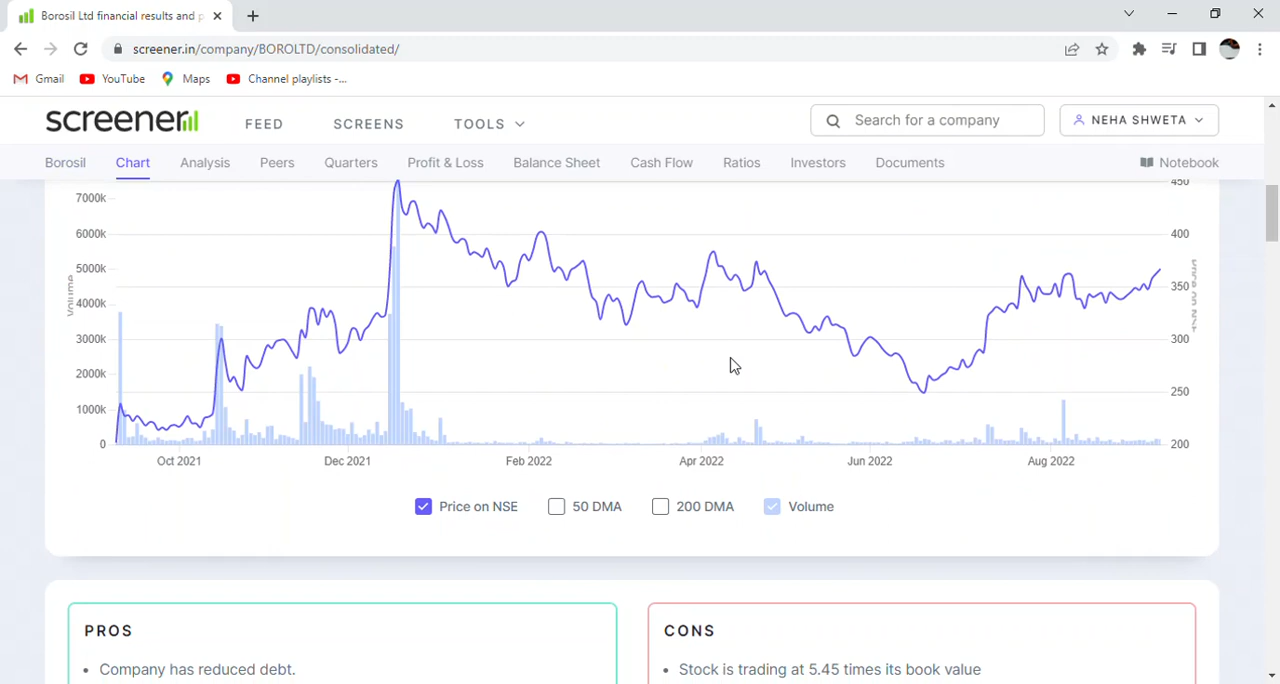 Borosil Ltd financial results and p
screener.in/company/BOROLTD/consolidated/
Gmail YouTube Maps Channel playlists -...
screener FEED SCREENS TOOLS Search for a company NEHA SHWETA
Borosil Chart Analysis Peers Quarters Profit & Loss Balance Sheet Cash Flow Ratios Investors Documents Notebook
450
7000k
6000k 400
5000k
Volume
350
4000k
3000k 300
2000k
250
1000k
0 200
Oct 2021 Dec 2021 Feb 2022 Apr 2022 Jun 2022 Aug 2022
Price on NSE 50 DMA 200 DMA Volume
PROS
• Company has reduced debt.
CONS
• Stock is trading at 5.45 times its book value